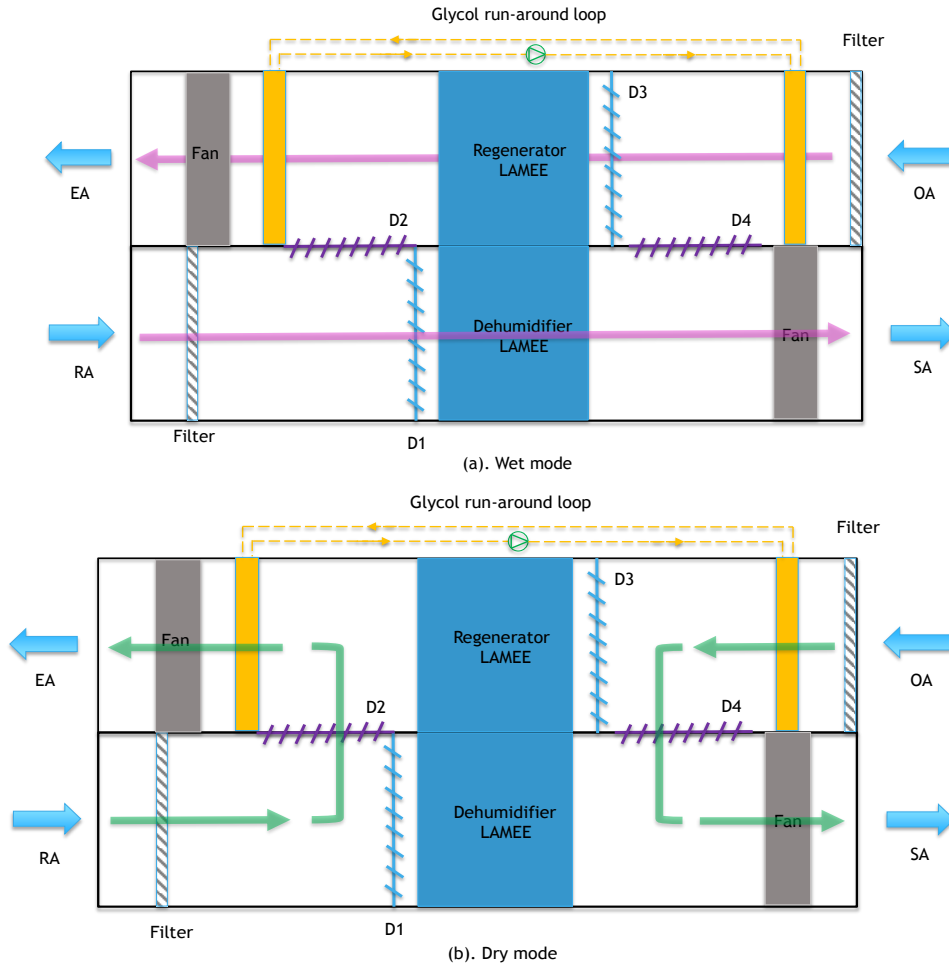 Glycol run-around loop
Filter
D3
Fan
Regenerator
LAMEE
EA
OA
D2
D4
Dehumidifier
LAMEE
Fan
RA
SA
Filter
D1
(a). Wet mode
Glycol run-around loop
Filter
D3
Fan
Regenerator
LAMEE
EA
OA
D2
D4
Dehumidifier
LAMEE
Fan
RA
SA
Filter
D1
(b). Dry mode